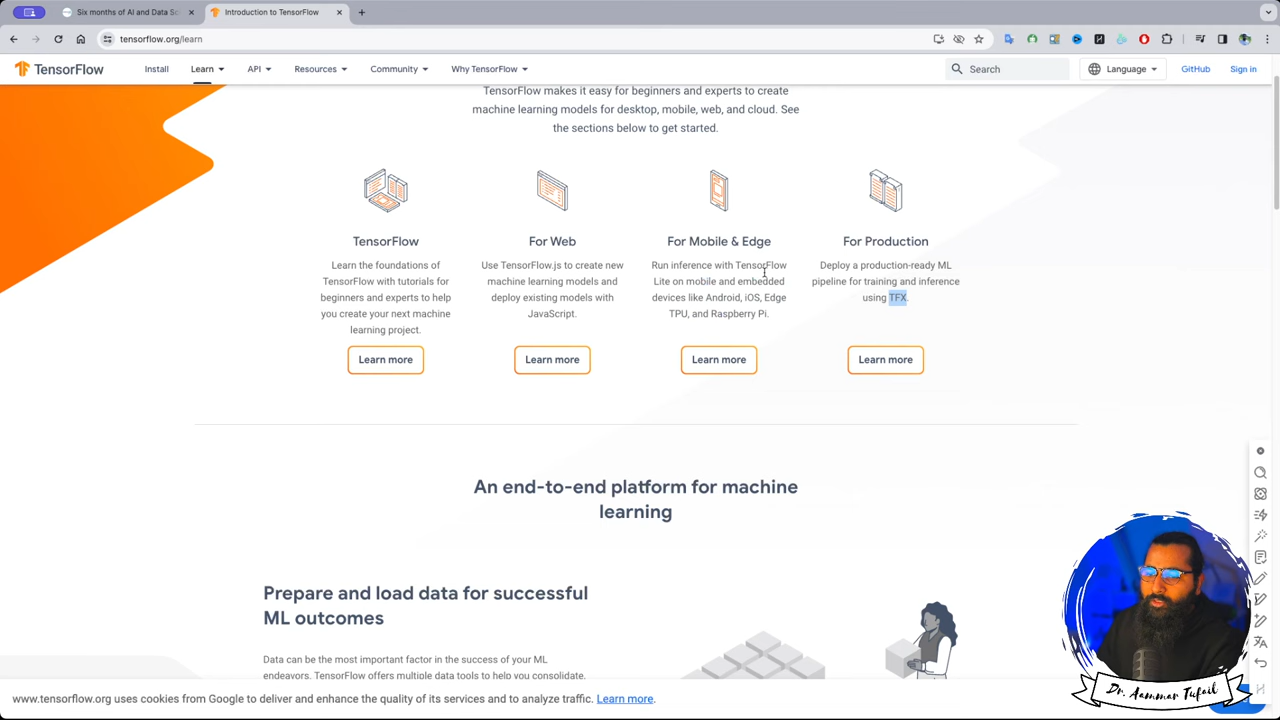 Six months of AI and Data Sc
Introduction to TensorFlow
tensorflow.org/learn
TensorFlow
Install
Learn
API
Resources
Community
Why TensorFlow
Search
Language
GitHub
Sign in
TensorFlow makes it easy for beginners and experts to create
machine learning models for desktop, mobile, web, and cloud. See
the sections below to get started.
TensorFlow
Learn the foundations of
TensorFlow with tutorials for
beginners and experts to help
you create your next machine
learning project.
Learn more
For Web
Use TensorFlow.js to create new
machine learning models and
deploy existing models with
JavaScript.
Learn more
For Mobile & Edge
Run inference with TensorFlow
Lite on mobile and embedded
devices like Android, iOS, Edge
TPU, and Raspberry Pi.
Learn more
For Production
Deploy a production-ready ML
pipeline for training and inference
using TFX.
Learn more
An end-to-end platform for machine
learning
Prepare and load data for successful
ML outcomes
Data can be the most important factor in the success of your ML
endeavors. TensorFlow offers multiple data tools to help you consolidate,
www.tensorflow.org uses cookies from Google to deliver and enhance the quality of its services and to analyze traffic. Learn more.
Dr. Aammar Tufail